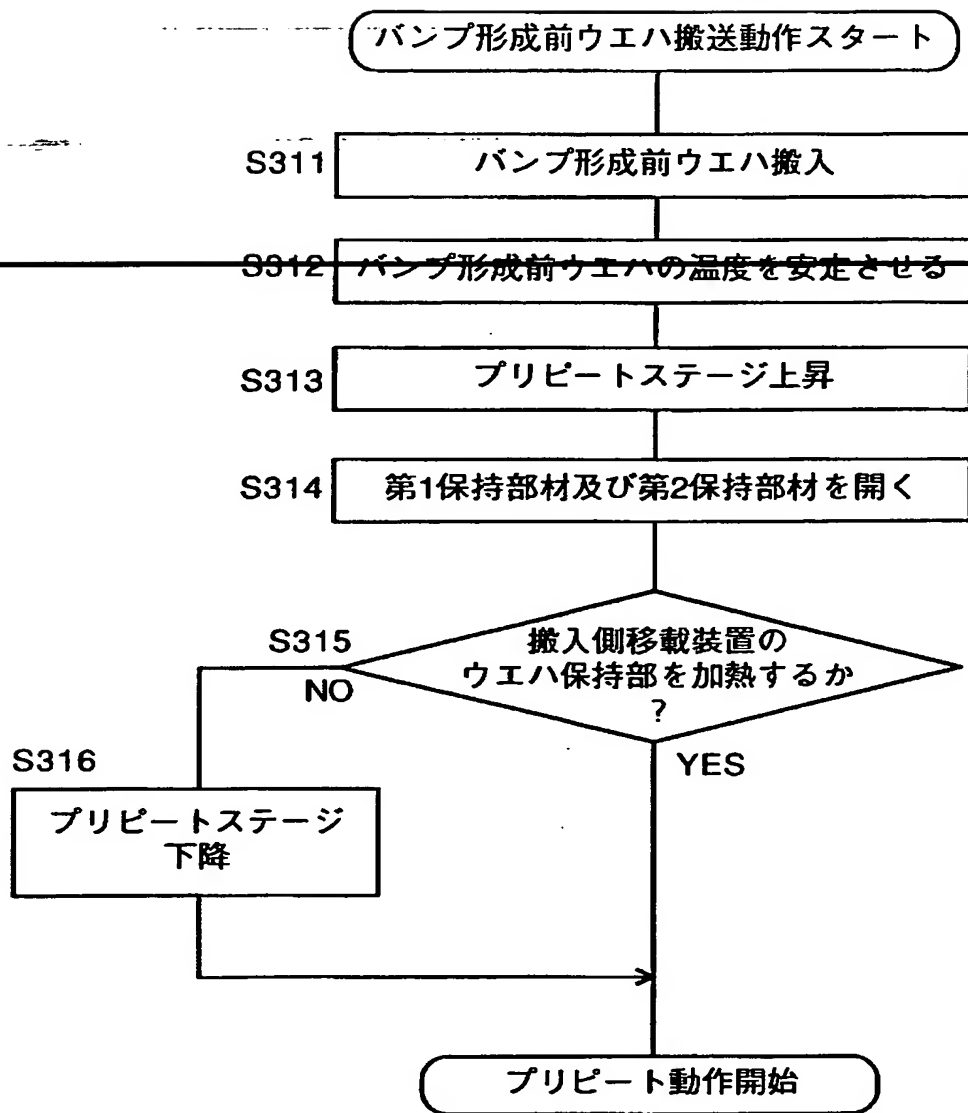 バンプ形成前ウエハ搬送動作スタート
S311
バンプ形成前ウエハ搬入
S312
バンプ形成前ウエハの温度を安定させる
S313
プリピートステージ上昇
S314
第1保持部材及び第2保持部材を開く
S315
搬入側移載装置の
ウエハ保持部を加熱するか
?
NO
YES
S316
プリピートステージ
下降
プリピート動作開始